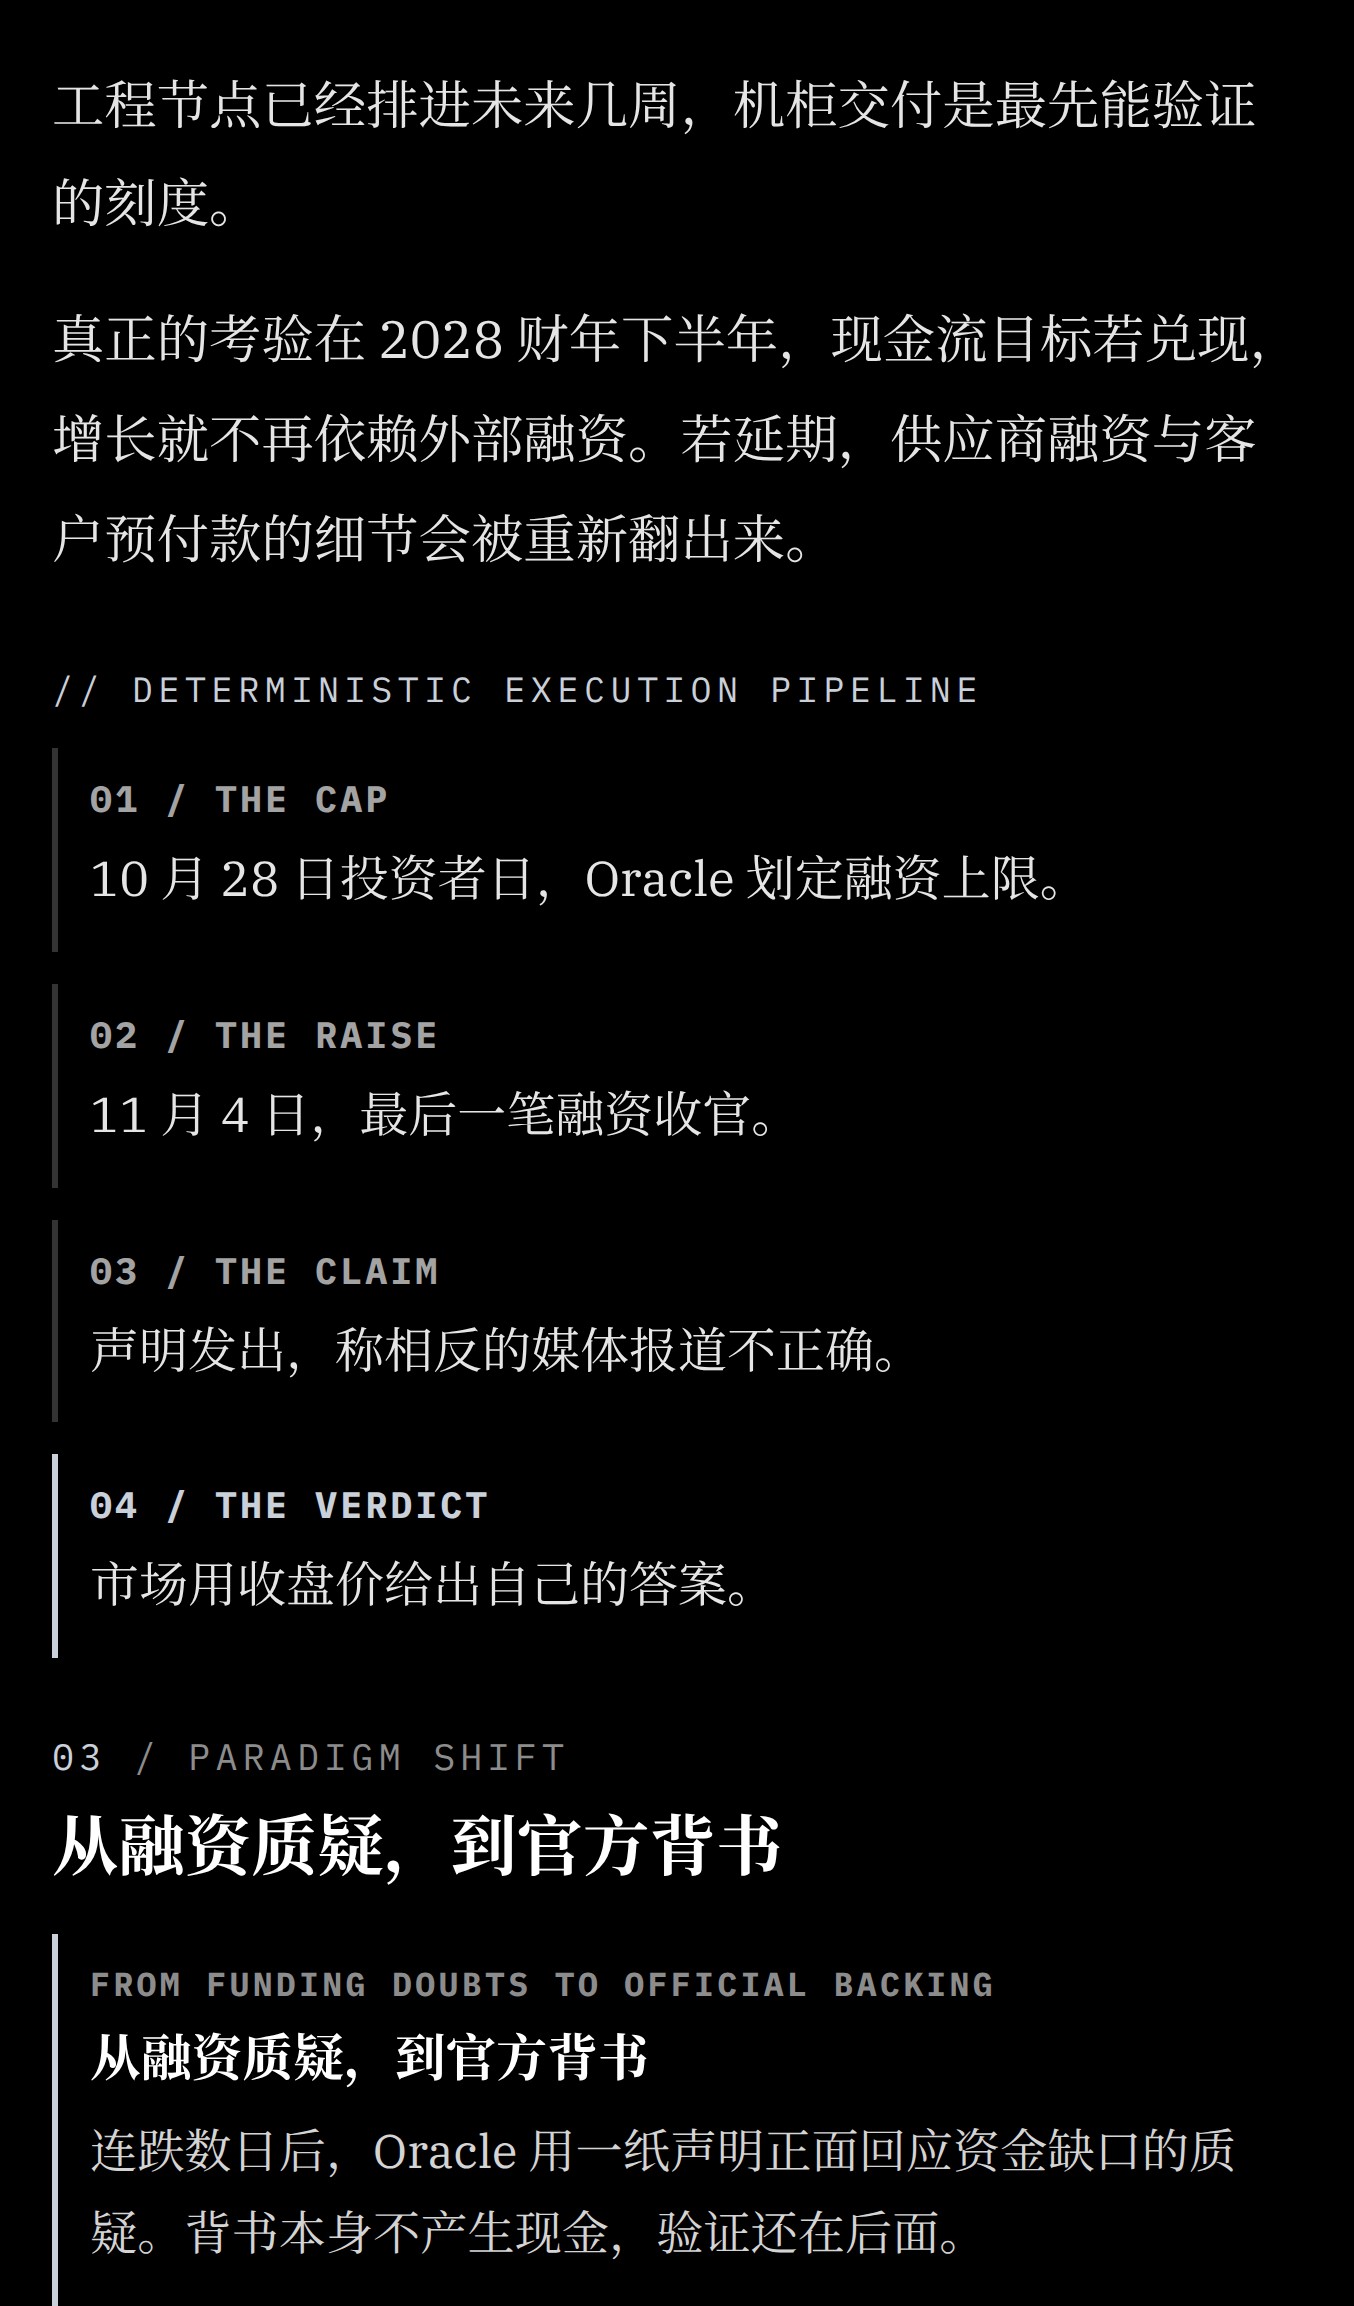 工程节点已经排进未来几周，机柜交付是最先能验证
的刻度。
真正的考验在 2028 财年下半年，现金流目标若兑现，
增长就不再依赖外部融资。若延期，供应商融资与客
户预付款的细节会被重新翻出来。
// DETERMINISTIC EXECUTION PIPELINE
01 / THE CAP
10 月 28 日投资者日，Oracle 划定融资上限。
02 / THE RAISE
11 月 4 日，最后一笔融资收官。
03 / THE CLAIM
声明发出，称相反的媒体报道不正确。
04 / THE VERDICT
市场用收盘价给出自己的答案。
03 / PARADIGM SHIFT
从融资质疑，到官方背书
FROM FUNDING DOUBTS TO OFFICIAL BACKING
从融资质疑，到官方背书
连跌数日后，Oracle 用一纸声明正面回应资金缺口的质
疑。背书本身不产生现金，验证还在后面。